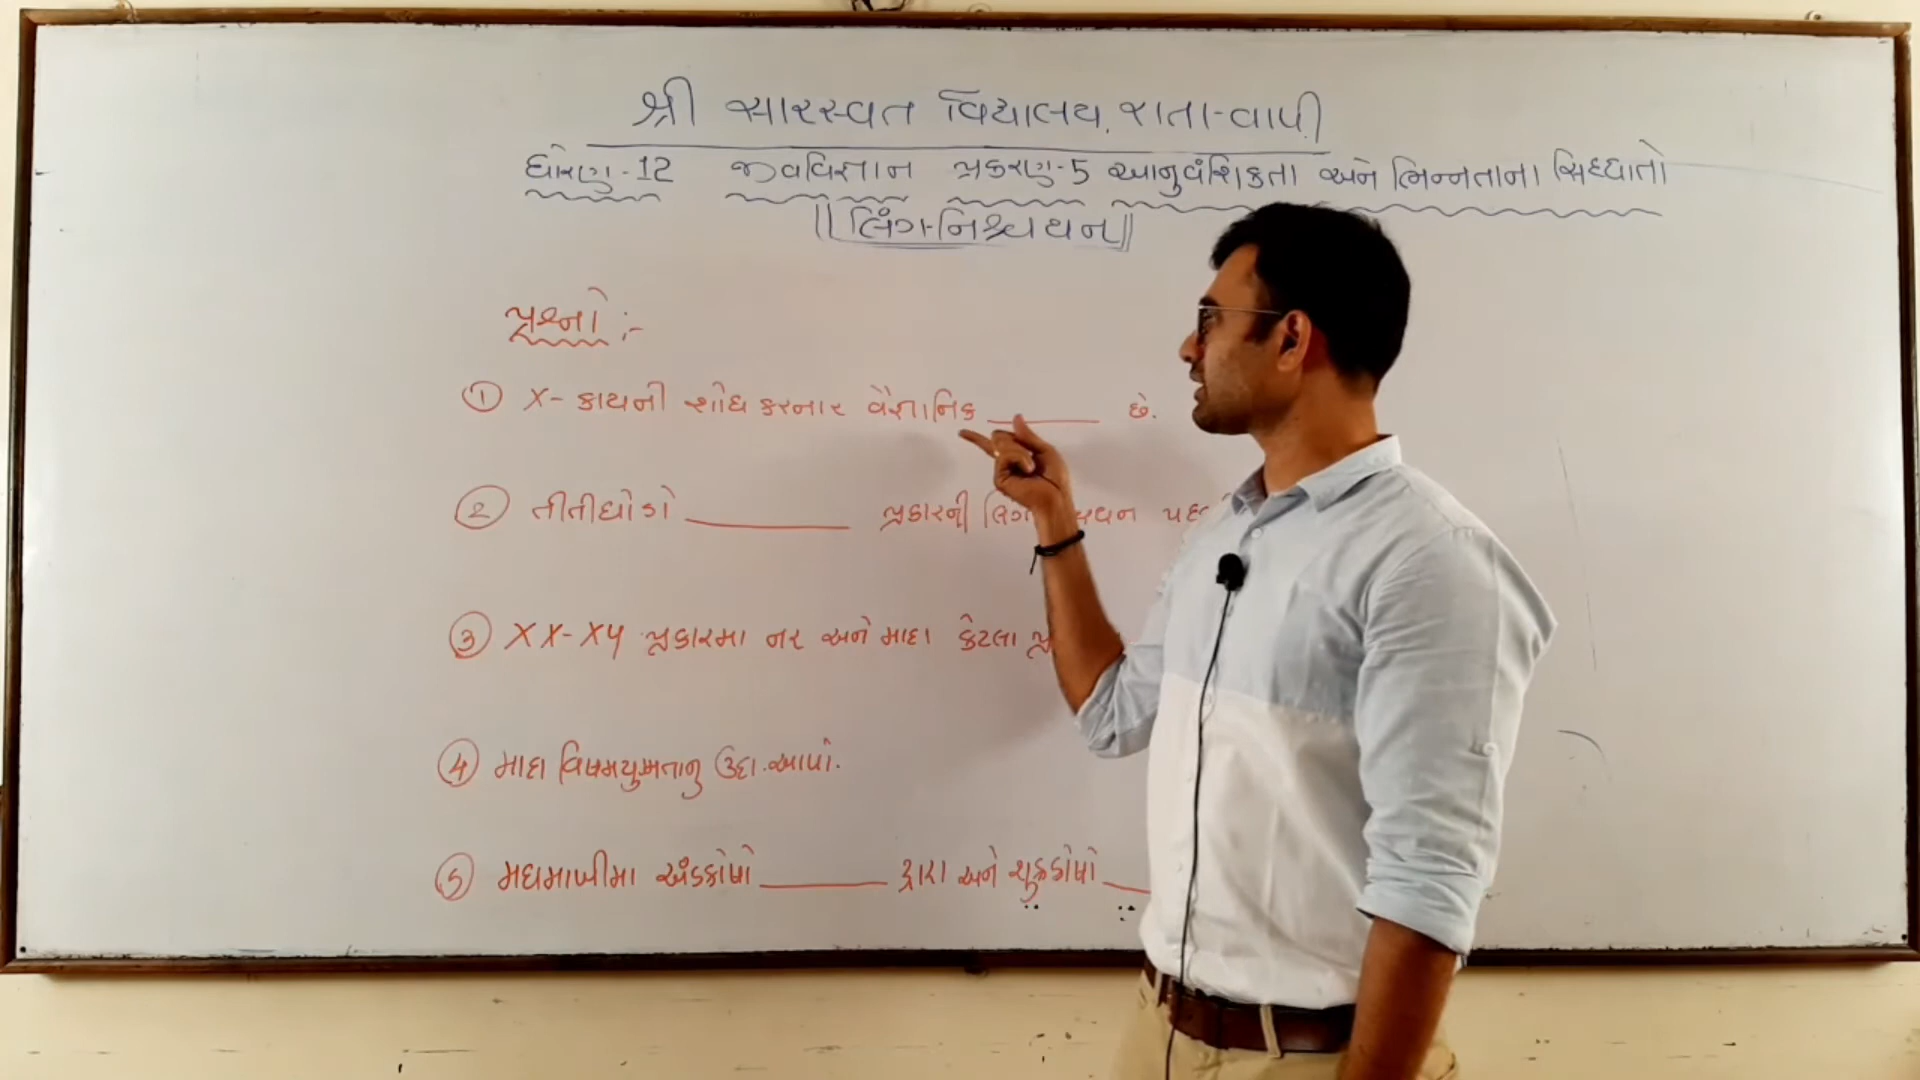 શ્રી સારસ્વત વિદ્યાલય, રાતા-વાપી
ધોરણ-12 જીવવિજ્ઞાન પ્રકરણ-5 આનુવંશિકતા અને ભિન્નતાના સિદ્ધાતો
॥ લિંગ-નિશ્ચયન ॥
પ્રશ્નો :-
① X- કાયની શોધ કરનાર વૈજ્ઞાનિક ______ છે.
② તીતીઘોડો ______ પ્રકારની
③ XX-XY પ્રકારમા નર અને માદા કેટલા
④ માદા વિષમયુગ્મતાનુ ઉદા. આપો.
⑤ મધમાખીમા અંડકોષો ______ દ્વારા અને શુક્રકોષો ___